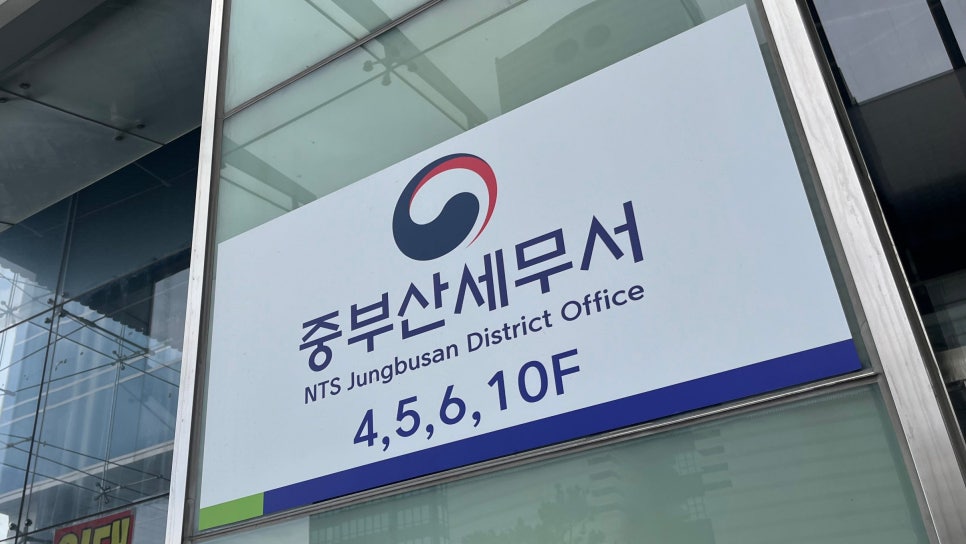 중부산세무서
NTS Jungbusan District Office
4,5,6,10F